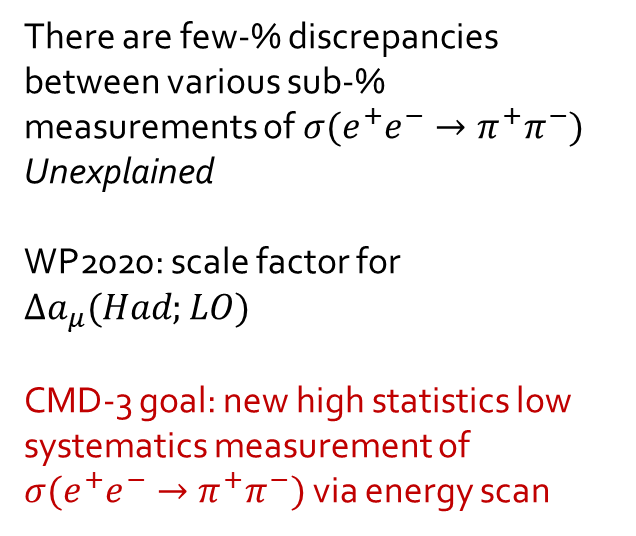 There are few-% discrepancies
between various sub-%
measurements of σ(e⁺e⁻ → π⁺π⁻)
Unexplained
WP2020: scale factor for
Δaμ(Had; LO)
CMD-3 goal: new high statistics low
systematics measurement of
σ(e⁺e⁻ → π⁺π⁻) via energy scan